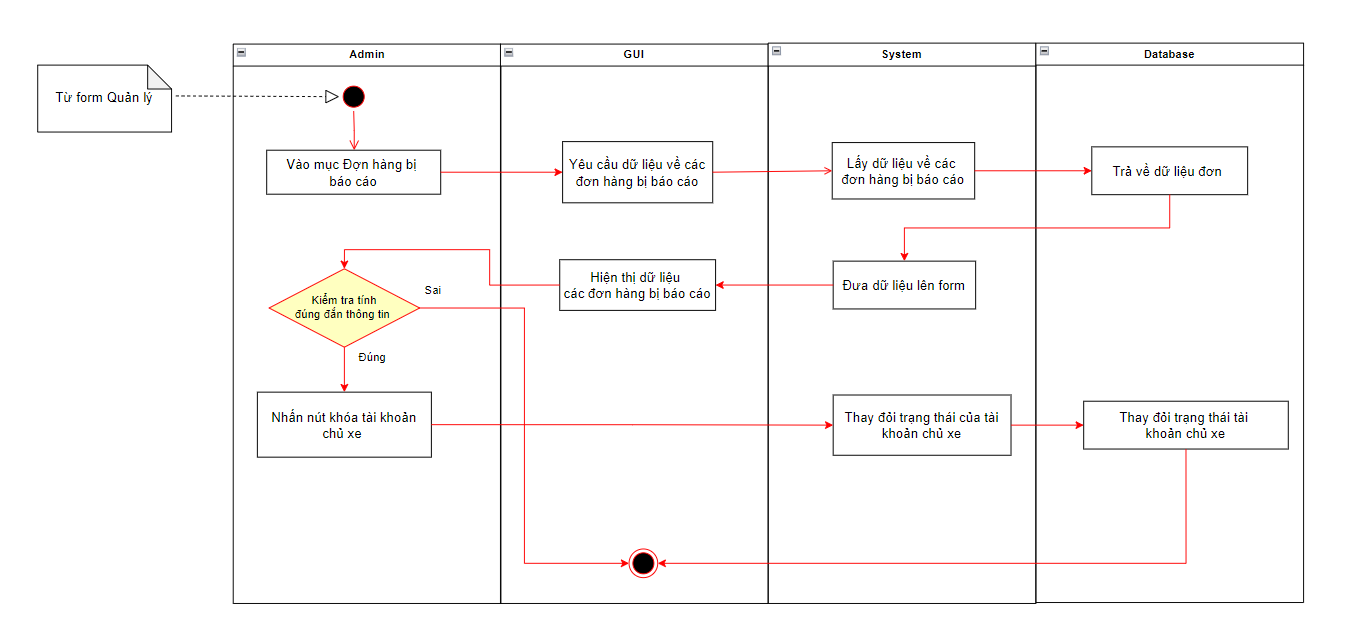 Admin
GUI
System
Database
Từ form Quản lý
Vào mục Đợn hàng bị
báo cáo
Yêu cầu dữ liệu về các
đơn hàng bị báo cáo
Lấy dữ liệu về các
đơn hàng bị báo cáo
Trả về dữ liệu đơn
Kiểm tra tính
đúng đắn thông tin
Sai
Đúng
Hiện thị dữ liệu
các đơn hàng bị báo cáo
Đưa dữ liệu lên form
Nhấn nút khóa tài khoản
chủ xe
Thay đổi trạng thái của tài
khoản chủ xe
Thay đổi trạng thái tài
khoản chủ xe